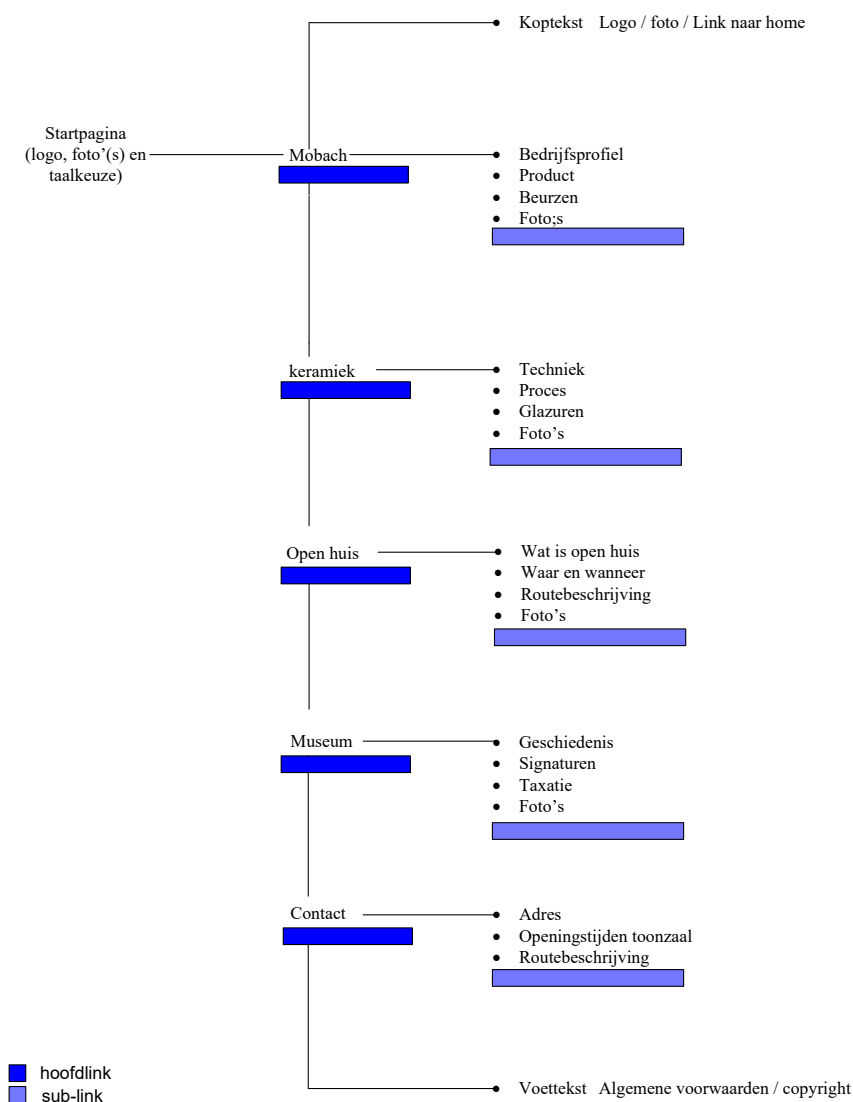 Koptekst Logo / foto / Link naar home
Startpagina
(logo, foto'(s) en
taalkeuze)
Mobach
• Bedrijfsprofiel
• Product
• Beurzen
• Foto;s
keramiek
• Techniek
• Proces
• Glazuren
• Foto's
Open huis
• Wat is open huis
• Waar en wanneer
• Routebeschrijving
• Foto's
Museum
• Geschiedenis
• Signaturen
• Taxatie
• Foto's
Contact
• Adres
• Openingstijden toonzaal
• Routebeschrijving
hoofdlink
sub-link
• Voettekst Algemene voorwaarden / copyright